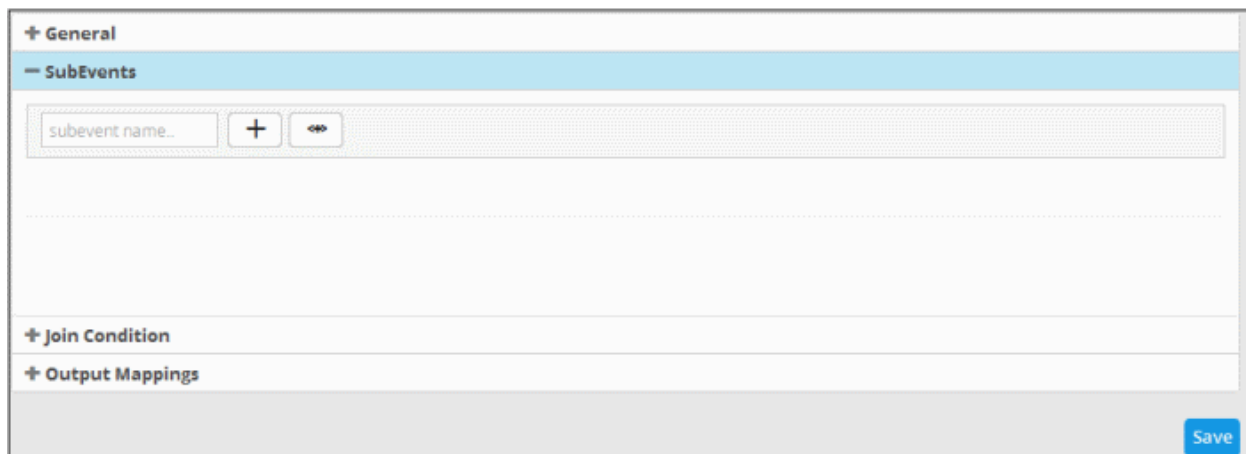 General
SubEvents
subevent name..
Join Condition
Output Mappings
Save